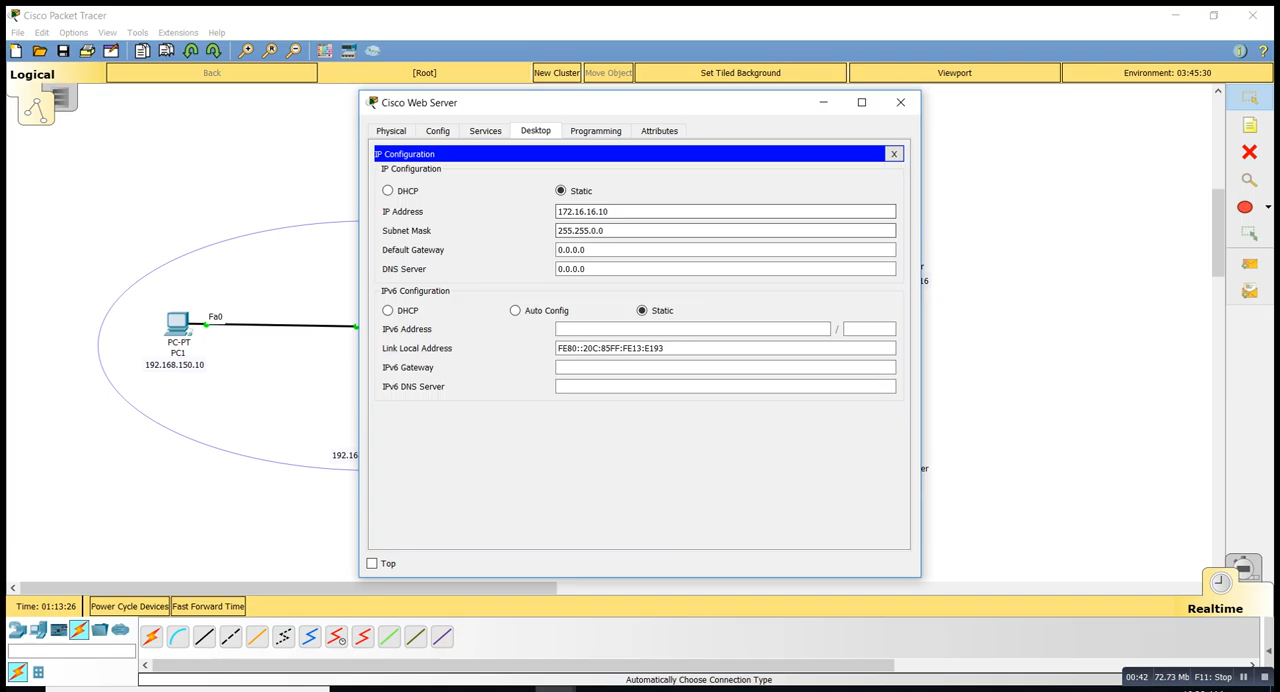 Cisco Packet Tracer
File Edit Options View Tools Extensions Help
Logical Back [Root] New Cluster Move Object Set Tiled Background Viewport Environment: 03:45:30
Cisco Web Server
Physical Config Services Desktop Programming Attributes
IP Configuration X
IP Configuration
DHCP Static
IP Address 172.16.16.10
Subnet Mask 255.255.0.0
Default Gateway 0.0.0.0
DNS Server 0.0.0.0
IPv6 Configuration
DHCP Auto Config Static
IPv6 Address /
Link Local Address FE80::20C:85FF:FE13:E193
IPv6 Gateway
IPv6 DNS Server
Top
Fa0
PC-PT
PC1
192.168.150.10
192.16
r
16
er
Time: 01:13:26 Power Cycle Devices Fast Forward Time Realtime
Automatically Choose Connection Type
00:42 72.73 Mb F11: Stop